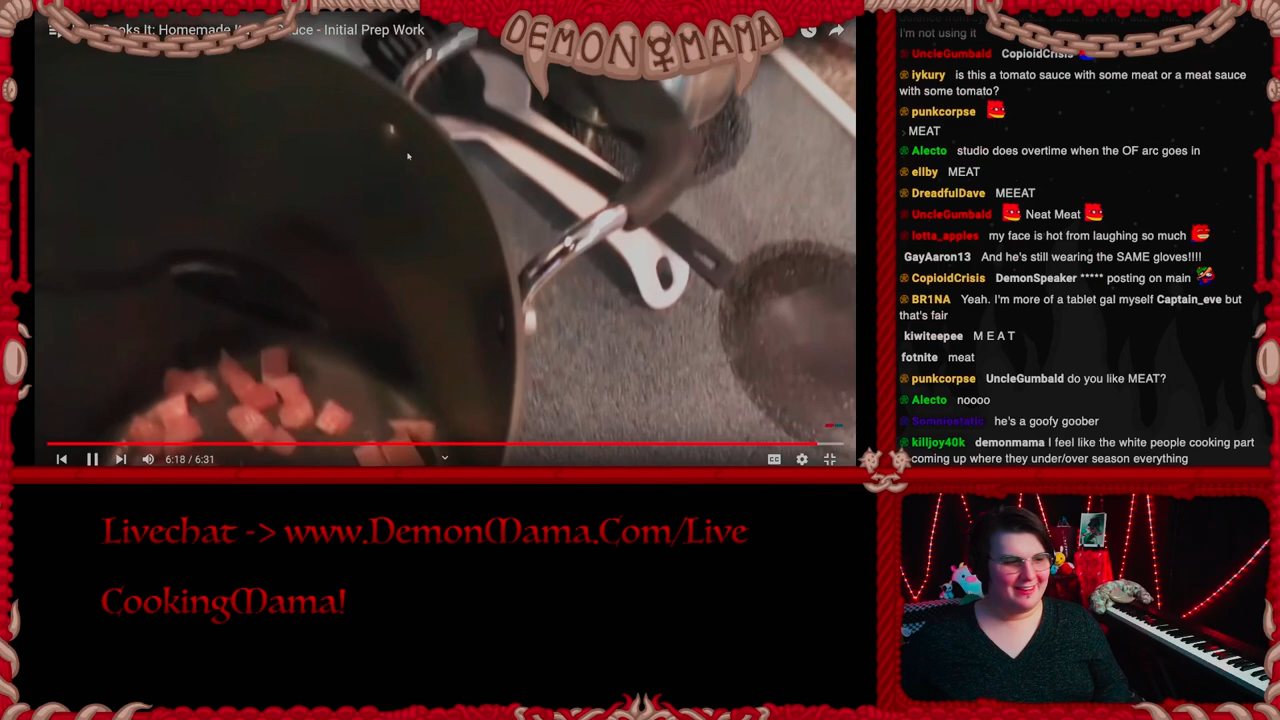 Cooks It: Homemade It Sauce - Initial Prep Work
DEMON MAMA
6:18 / 6:31
CC
I'm not using it
UncleGumbald CopioidCrisis
iykury is this a tomato sauce with some meat or a meat sauce
with some tomato?
punkcorpse
MEAT
Alecto studio does overtime when the OF arc goes in
ellby MEAT
DreadfulDave MEEAT
UncleGumbald Neat Meat
lotta_apples my face is hot from laughing so much
GayAaron13 And he's still wearing the SAME gloves!!!!
CopioidCrisis DemonSpeaker ***** posting on main
BR1NA Yeah. I'm more of a tablet gal myself Captain_eve but
that's fair
kiwiteepee M E A T
fotnite meat
punkcorpse UncleGumbald do you like MEAT?
Alecto noooo
Somniostatic he's a goofy goober
killjoy40k demonmama I feel like the white people cooking part
coming up where they under/over season everything
Livechat -> www.DemonMama.Com/Live
CookingMama!